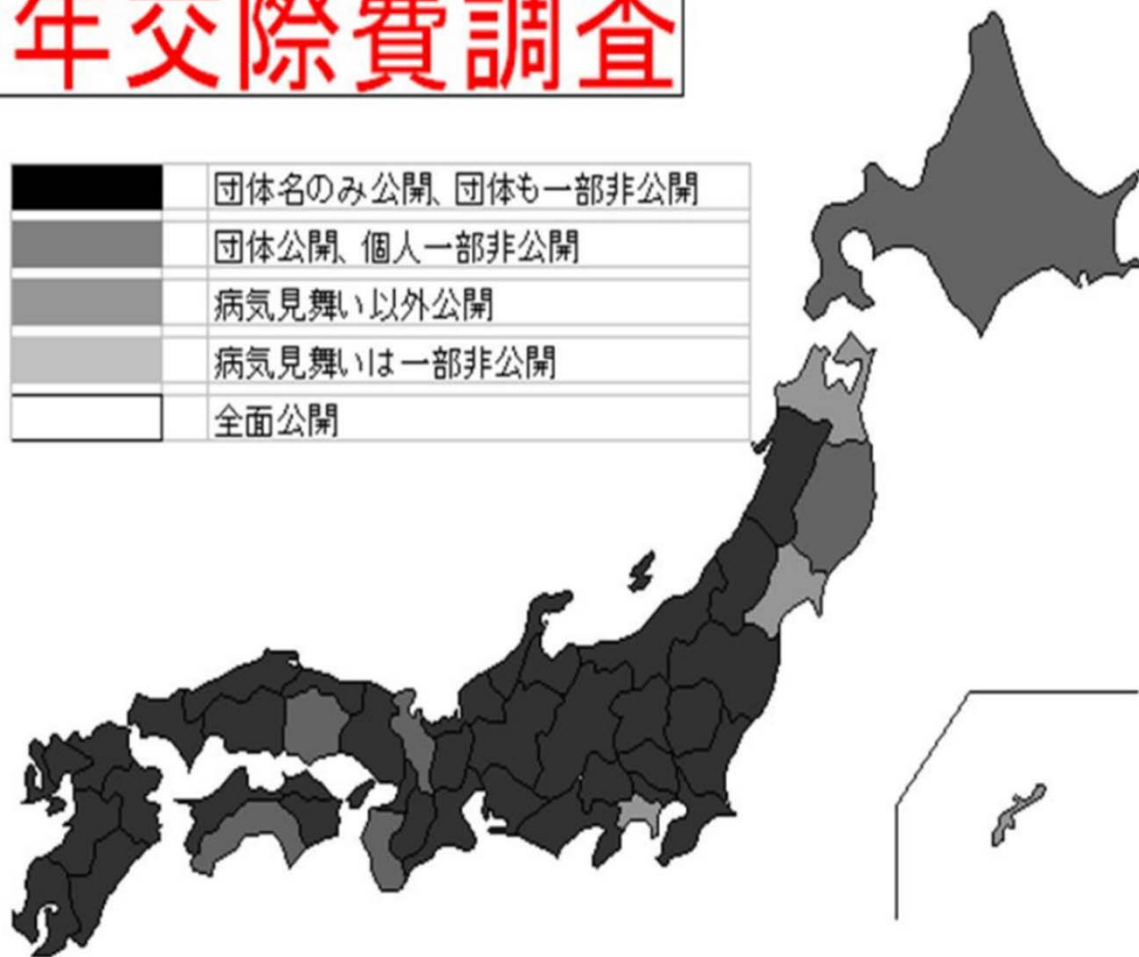 年交際費調査
団体名のみ公開、団体も一部非公開
団体公開、個人一部非公開
病気見舞い以外公開
病気見舞いは一部非公開
全面公開